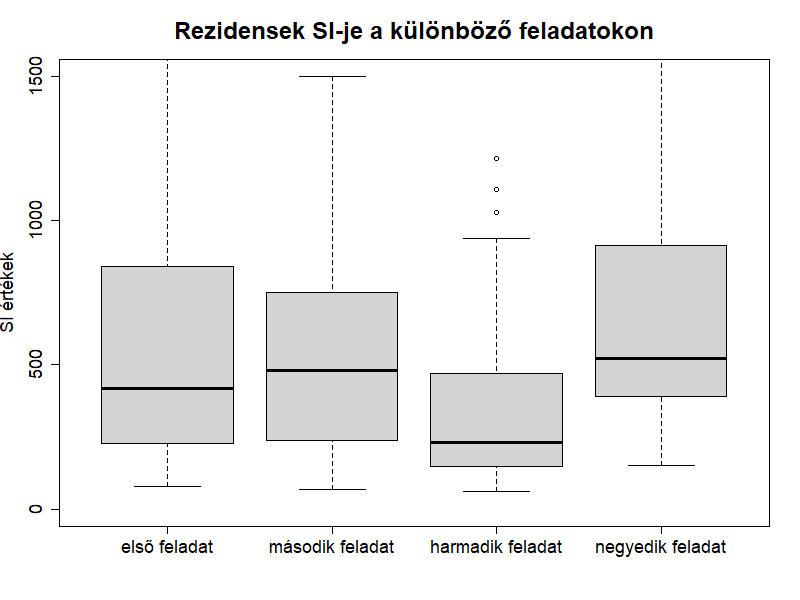 Rezidensek SI-je a különböző feladatokon
SI értékek
1500
1000
500
0
első feladat
második feladat
harmadik feladat
negyedik feladat